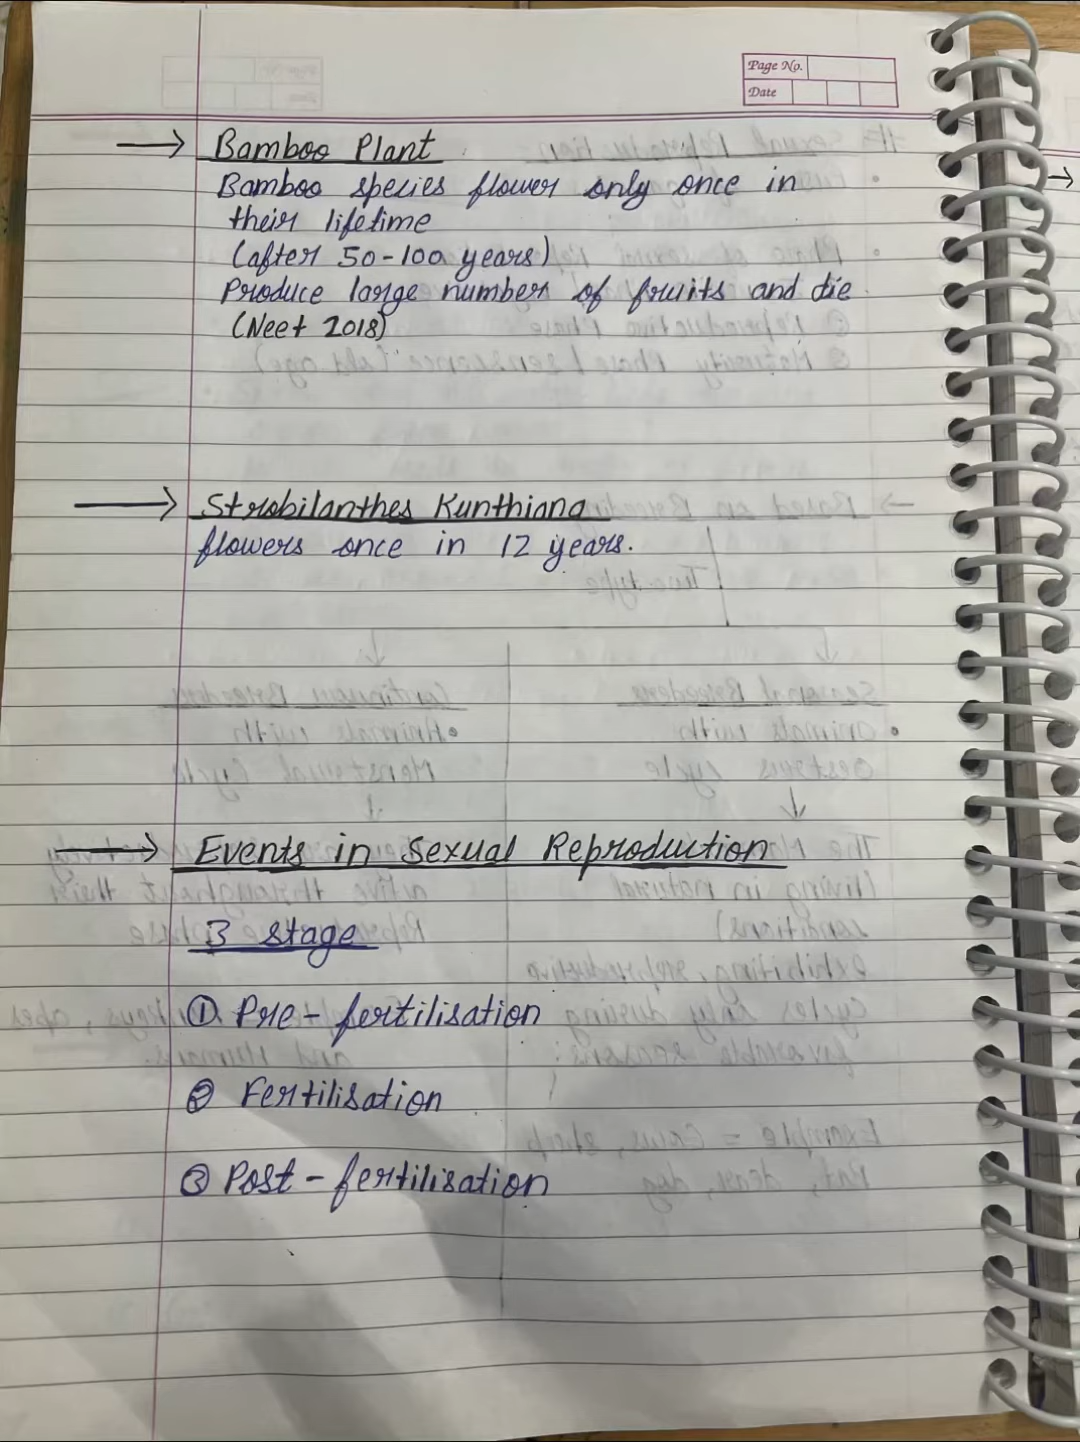 Page No.
Date
→ Bamboo Plant
Bamboo species flower only once in
their lifetime
(after 50-100 years)
Produce large number of fruits and die
(Neet 2018)
→ Strobilanthes Kunthiana
flowers once in 12 years.
→ Events in Sexual Reproduction
3 stage
① Pre - fertilisation
② Fertilisation
③ Post - fertilisation